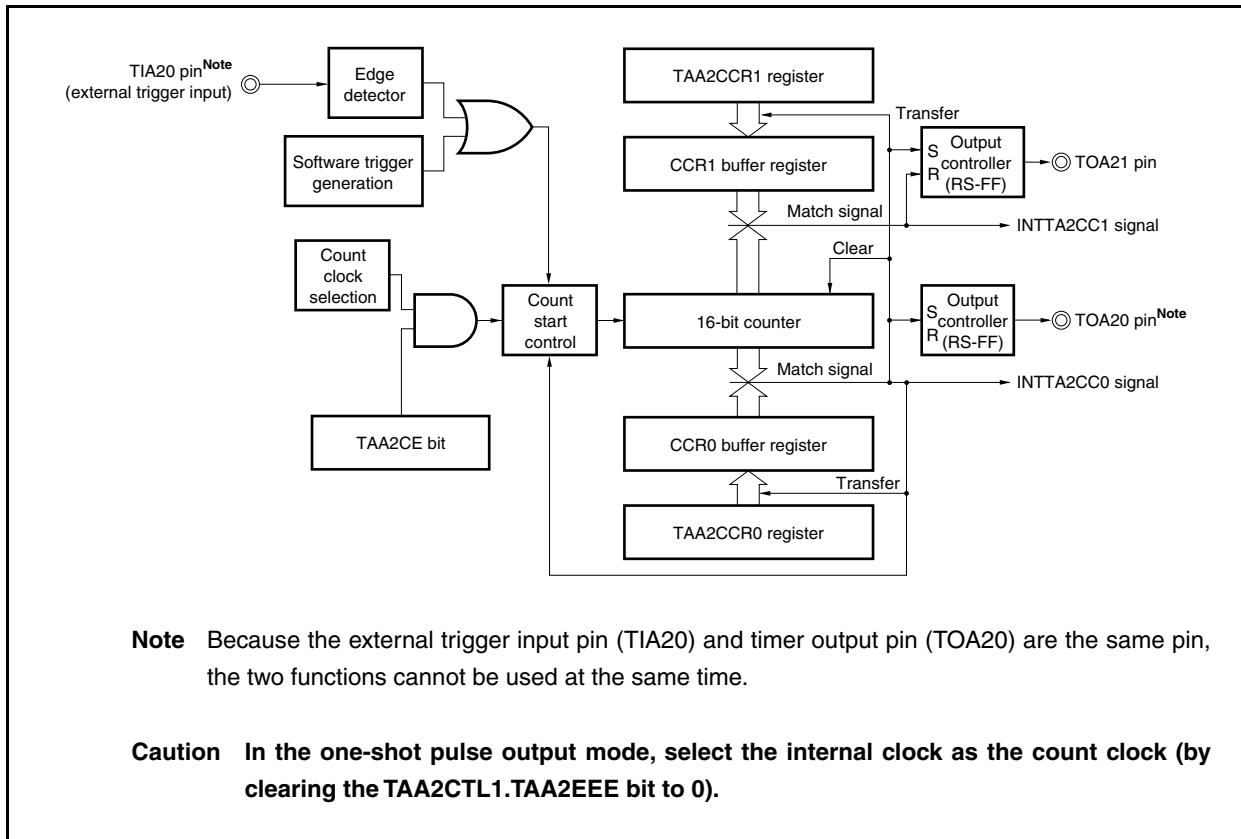 TIA20 pinNote
(external trigger input)
Edge
detector
Software trigger
generation
Count
clock
selection
TAA2CE bit
Count
start
control
TAA2CCR1 register
Transfer
CCR1 buffer register
Match signal
Clear
16-bit counter
Match signal
CCR0 buffer register
Transfer
TAA2CCR0 register
S
R
Output
controller
(RS-FF)
TOA21 pin
INTTA2CC1 signal
S
R
Output
controller
(RS-FF)
TOA20 pinNote
INTTA2CC0 signal
Note Because the external trigger input pin (TIA20) and timer output pin (TOA20) are the same pin,
the two functions cannot be used at the same time.
Caution In the one-shot pulse output mode, select the internal clock as the count clock (by
clearing the TAA2CTL1.TAA2EEE bit to 0).